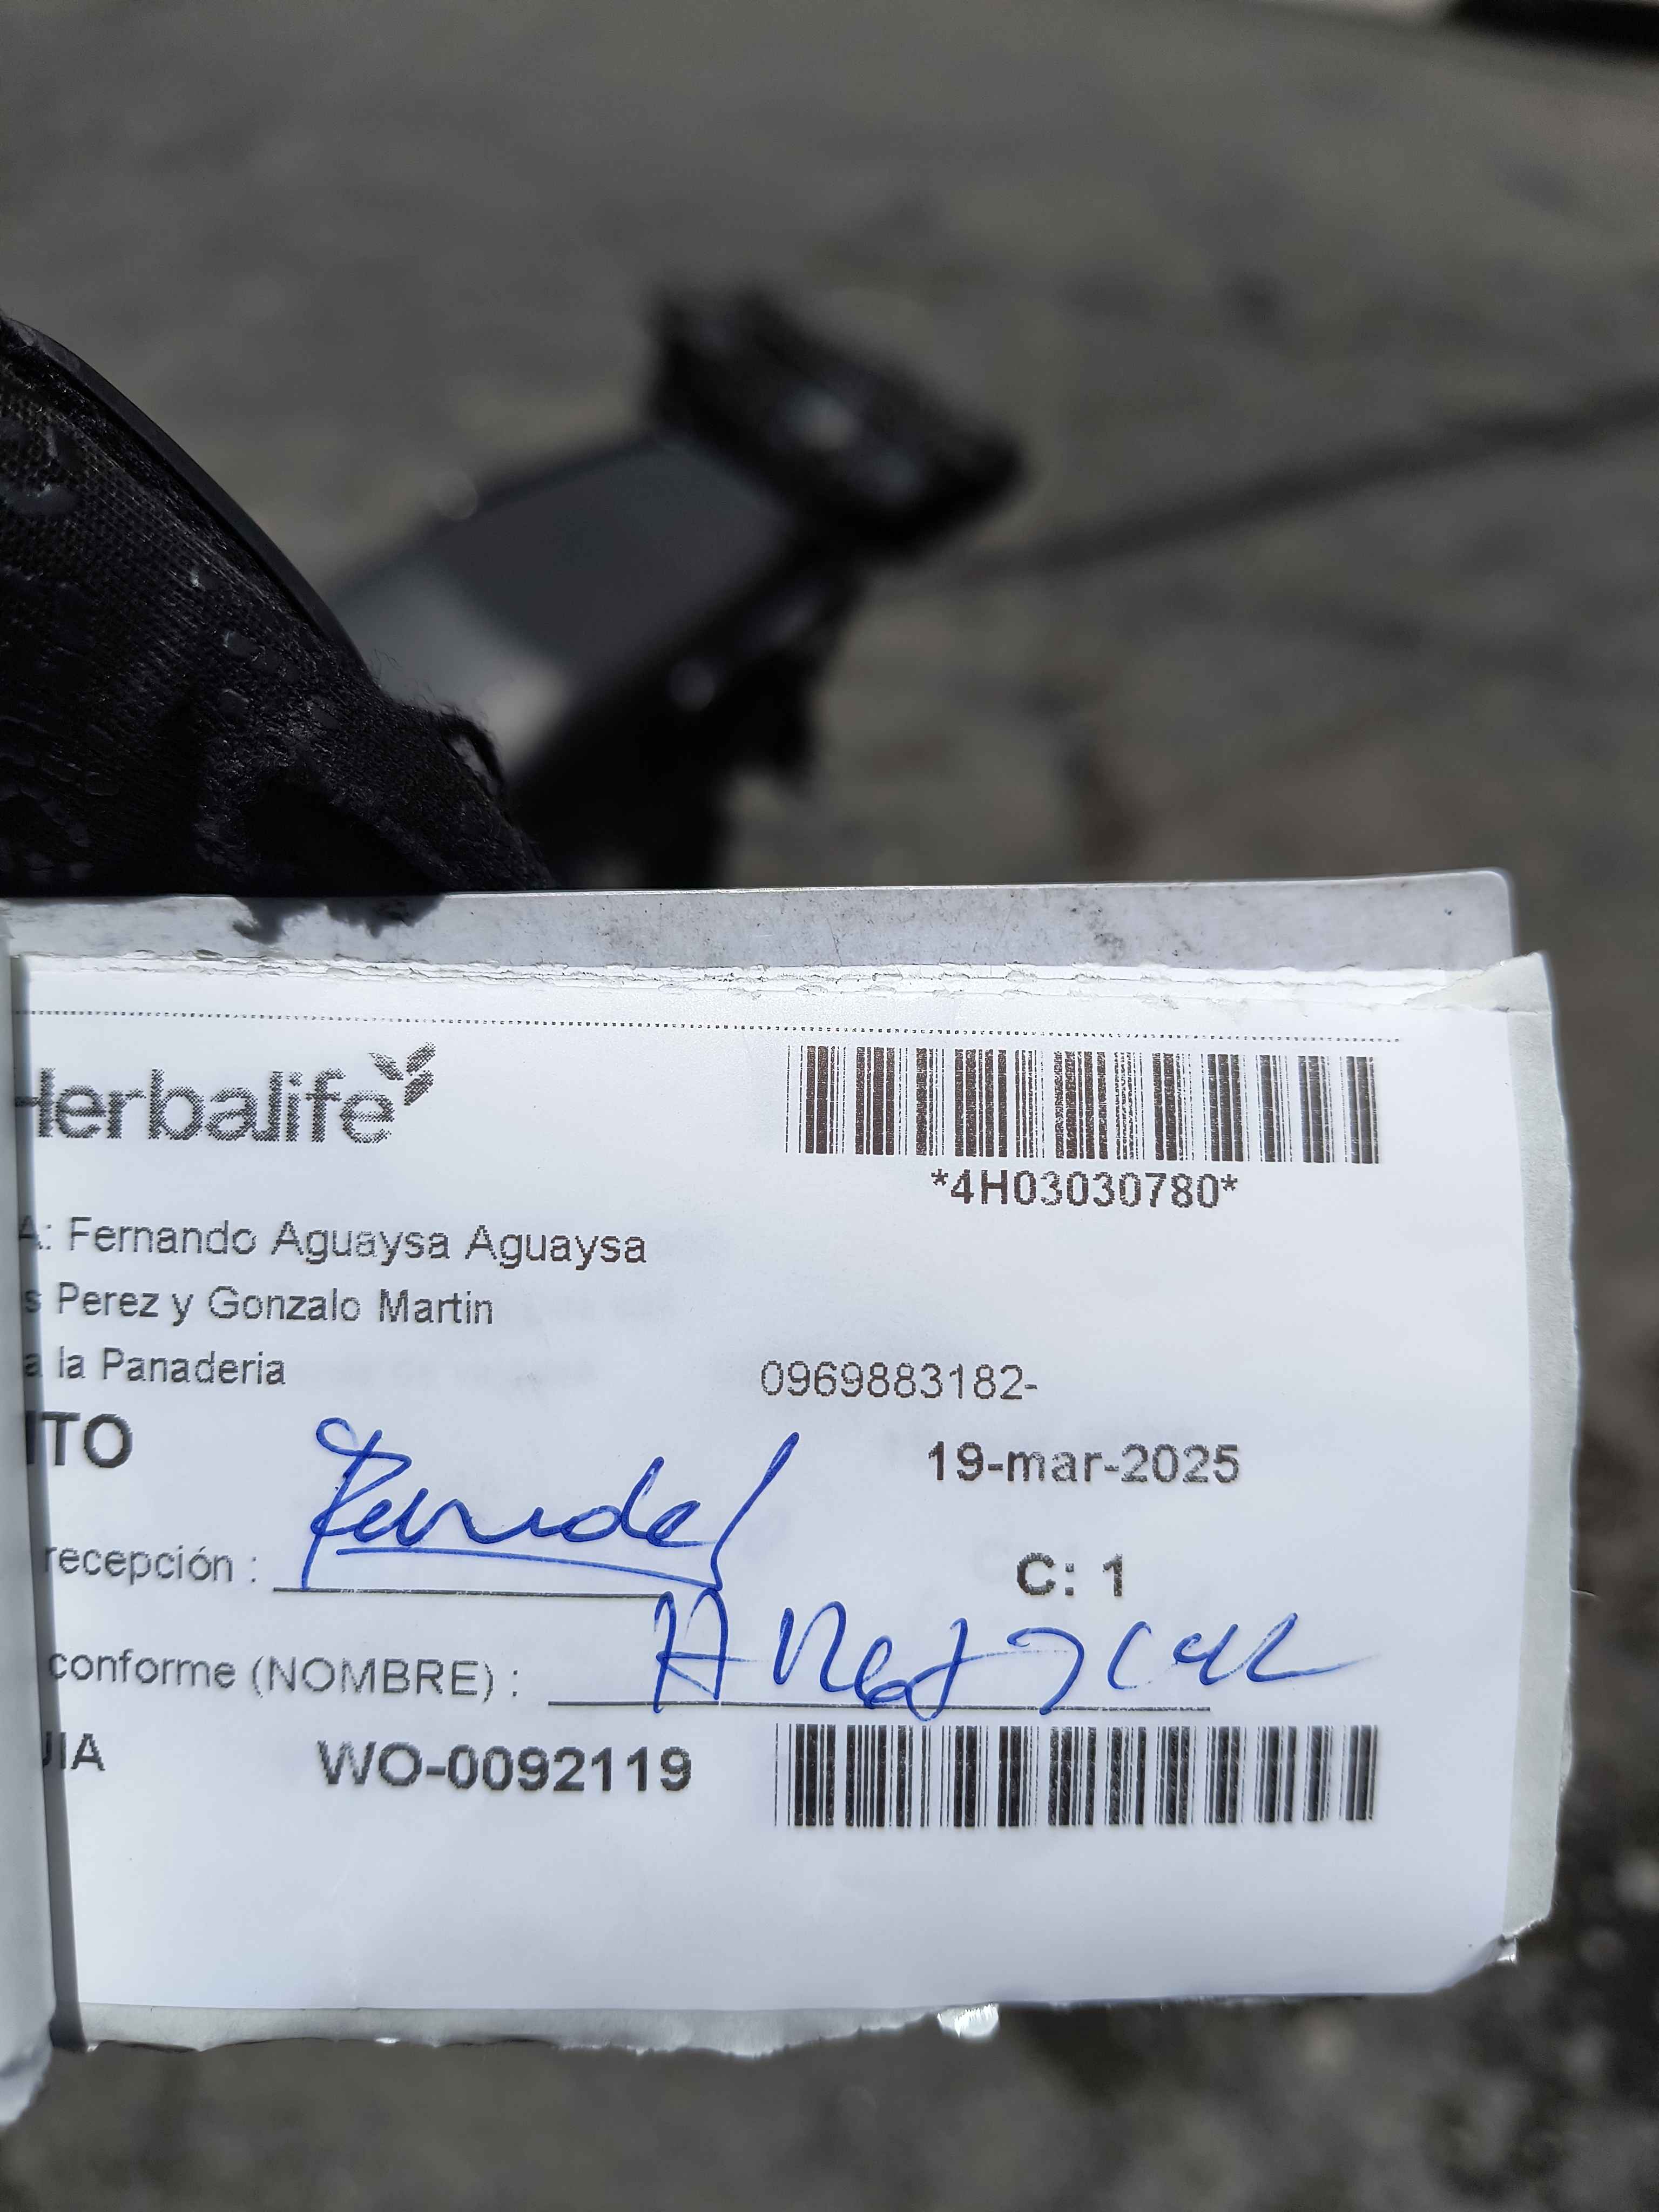 Herbalife
*4H03030780*
A: Fernando Aguaysa Aguaysa
s Perez y Gonzalo Martin
a la Panaderia
0969883182-
ITO
19-mar-2025
recepción :
C: 1
conforme (NOMBRE) :
UIA WO-0092119